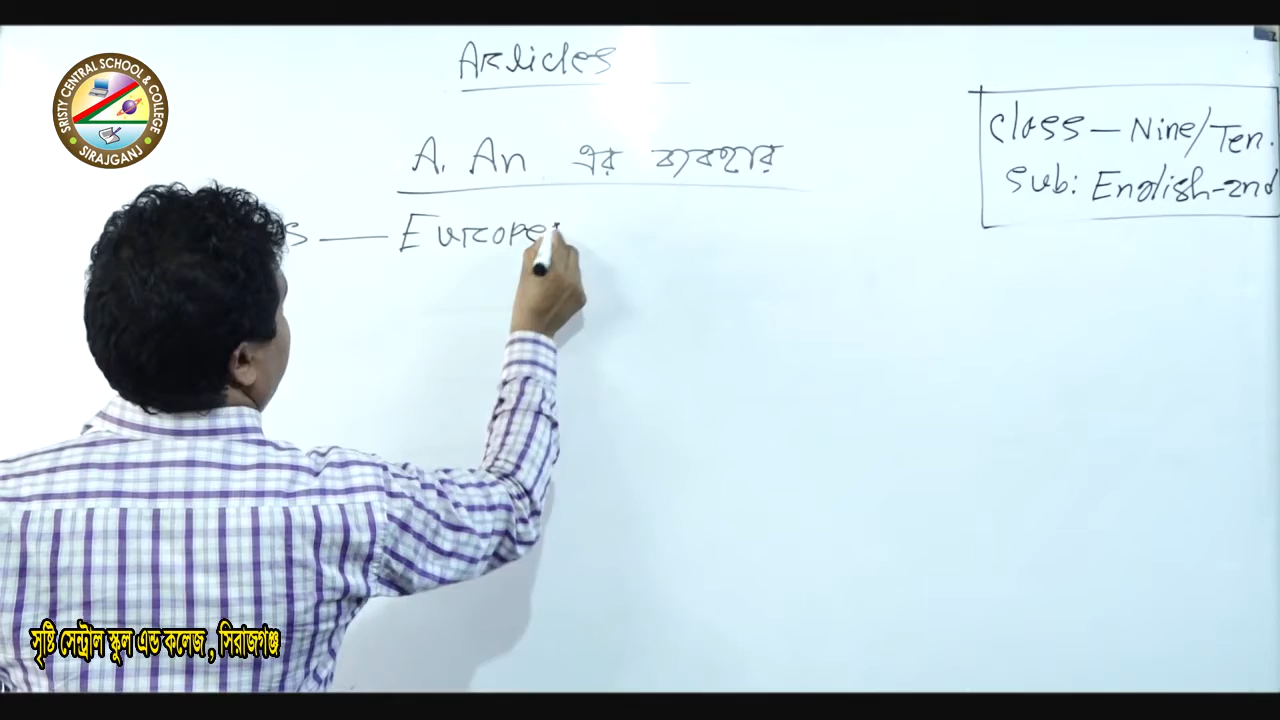 Articles
A. An এর ব্যবহার
s — Europe
class – Nine/Ten.
sub: English-2nd
SRISTY CENTRAL SCHOOL & COLLEGE
SIRAJGANJ
সৃষ্টি সেন্ট্রাল স্কুল এন্ড কলেজ, সিরাজগঞ্জ